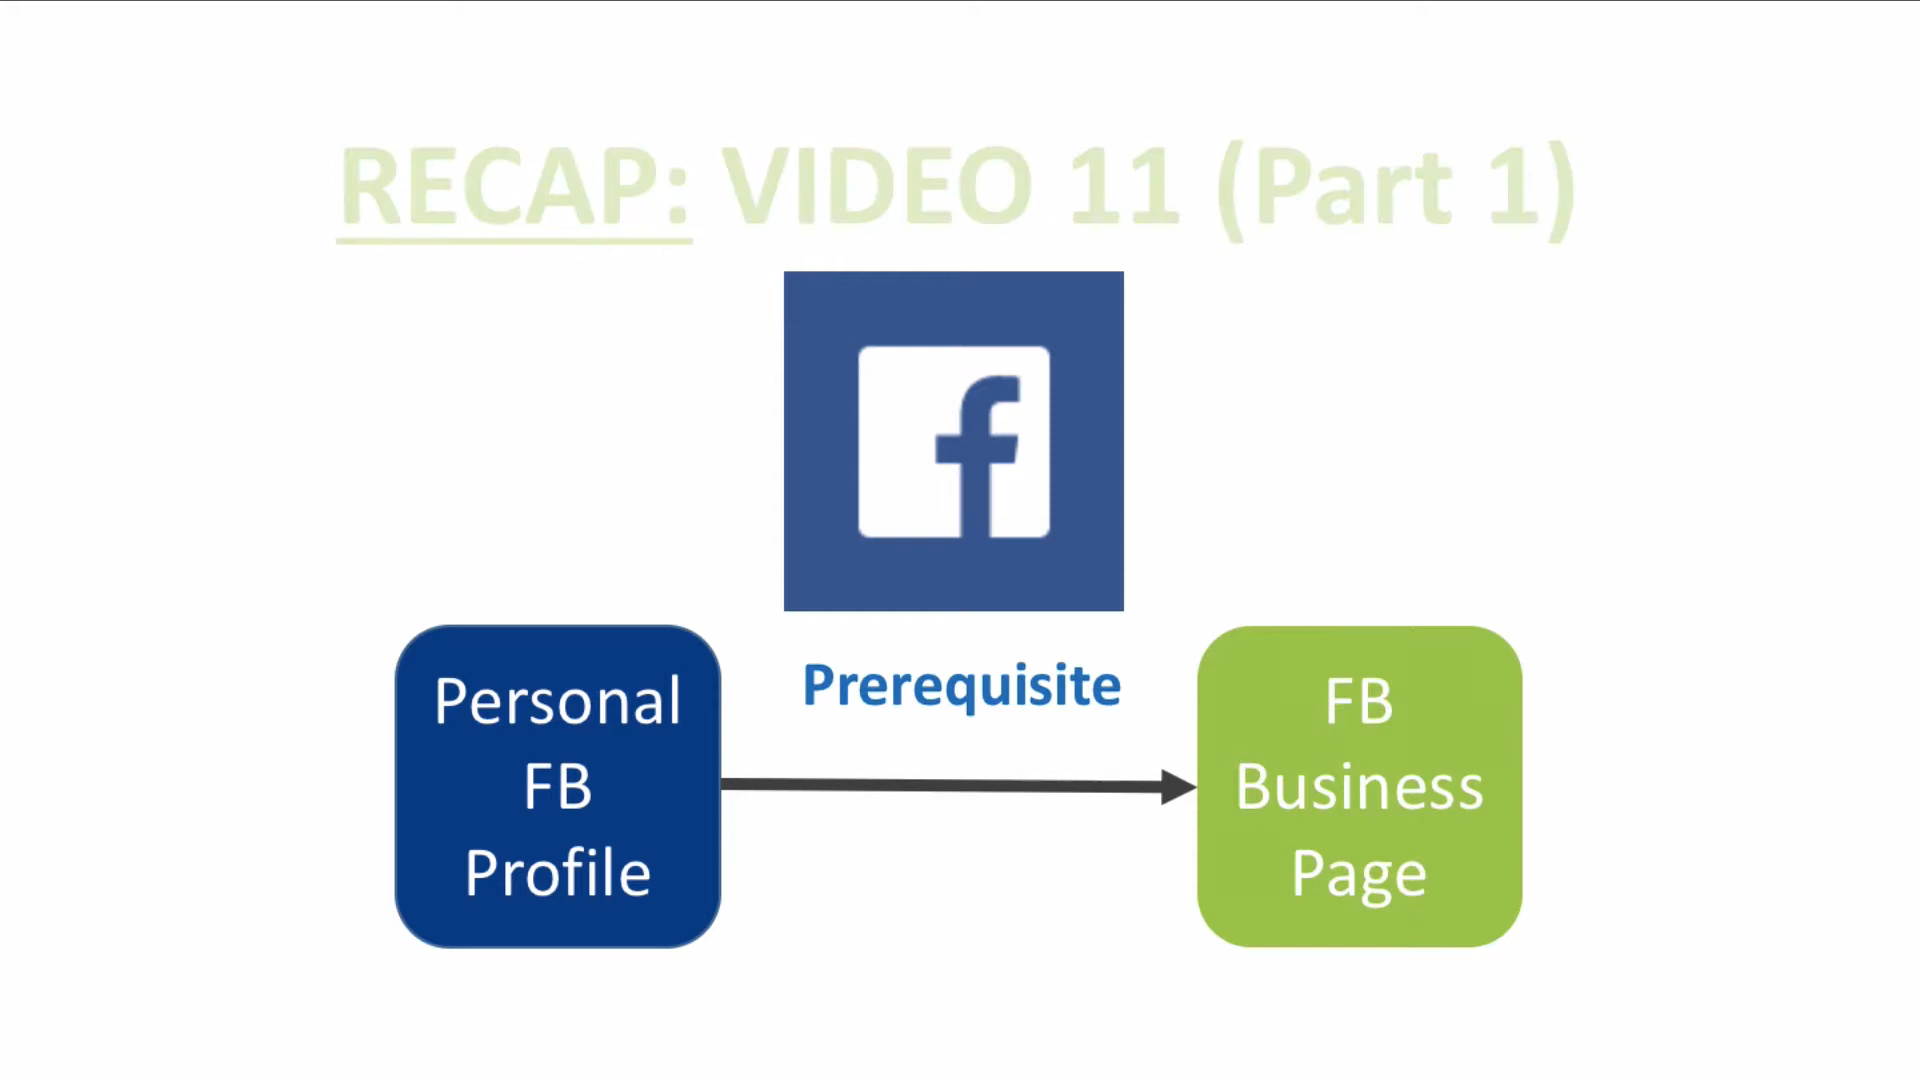 RECAP: VIDEO 11 (Part 1)
f
Prerequisite
Personal
FB
Profile
FB
Business
Page